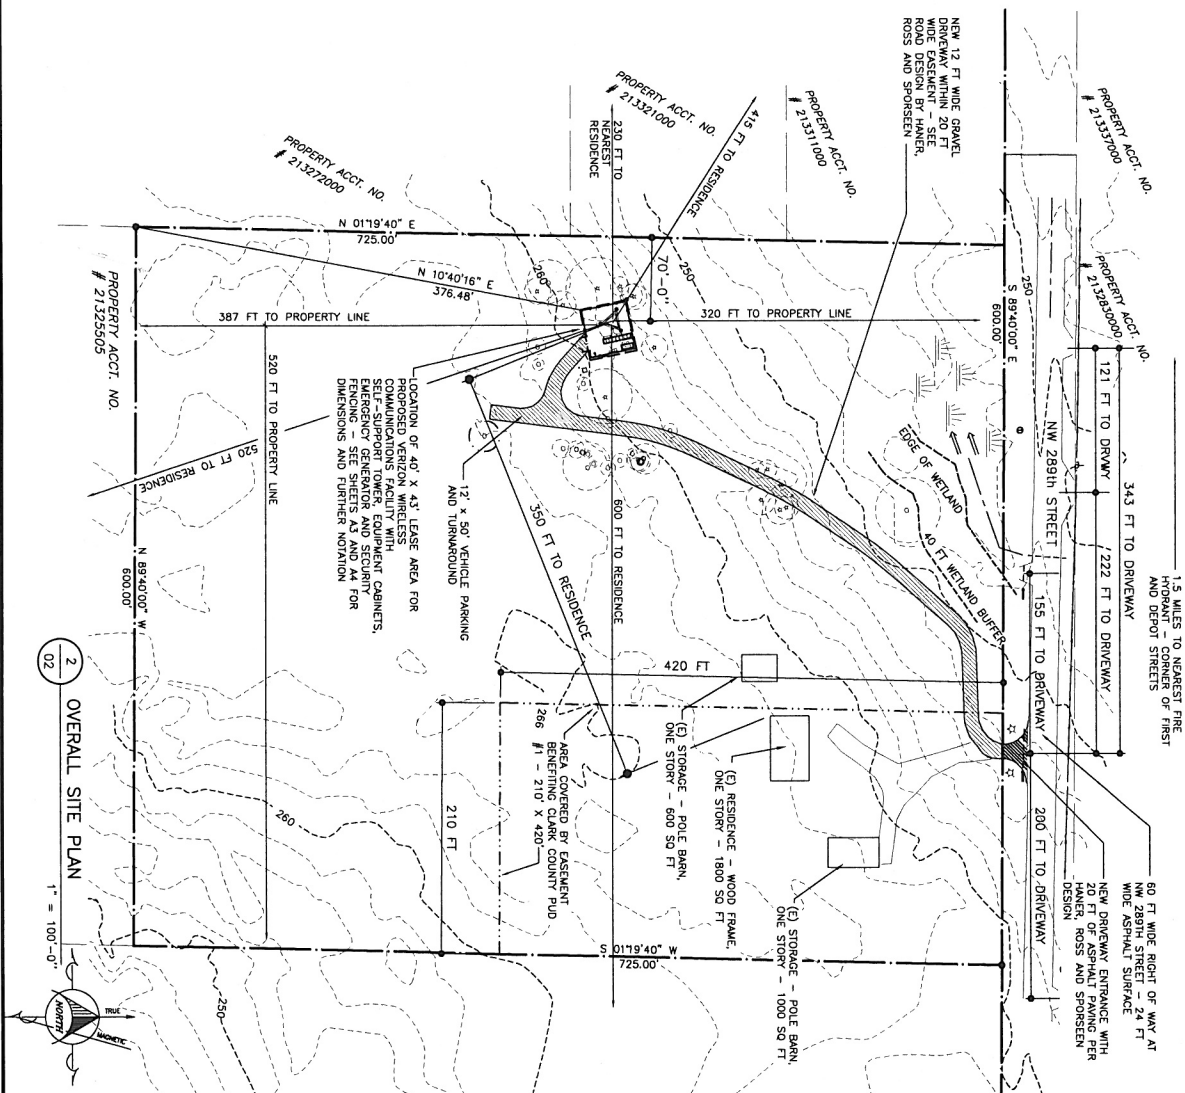 NEW 12 FT WIDE GRAVEL
DRIVEWAY WITHIN 20 FT
WIDE EASEMENT – SEE
ROAD DESIGN BY HANER,
ROSS AND SPORSEEN
PROPERTY ACCT. NO.
# 213337000
PROPERTY ACCT. NO.
# 213311000
PROPERTY ACCT. NO.
# 213321000
PROPERTY ACCT. NO.
# 213272000
PROPERTY ACCT. NO.
# 21328300000
PROPERTY ACCT. NO.
# 21325505
415 FT TO RESIDENCE
230 FT TO
NEAREST
RESIDENCE
N 01°19'40" E
725.00'
N 10°40'16" E
376.48'
260
250
70'-0"
250
S 89°40'00" E
600.00'
387 FT TO PROPERTY LINE
320 FT TO PROPERTY LINE
520 FT TO PROPERTY LINE
520 FT TO RESIDENCE
LOCATION OF 40' X 43' LEASE AREA FOR
PROPOSED VERIZON WIRELESS
COMMUNICATIONS FACILITY WITH
SELF-SUPPORT TOWER, EQUIPMENT CABINETS,
EMERGENCY GENERATOR AND SECURITY
FENCING – SEE SHEETS A3 AND A4 FOR
DIMENSIONS AND FURTHER NOTATION
12' x 50' VEHICLE PARKING
AND TURNAROUND
350 FT TO RESIDENCE
600 FT TO RESIDENCE
EDGE OF WETLAND
40 FT WETLAND BUFFER
NW 289th STREET
121 FT TO DRVWY
343 FT TO DRIVEWAY
222 FT TO DRIVEWAY
155 FT TO DRIVEWAY
200 FT TO DRIVEWAY
1.5 MILES TO NEAREST FIRE
HYDRANT – CORNER OF FIRST
AND DEPOT STREETS
N 89°40'00" W
600.00'
420 FT
210 FT
266
AREA COVERED BY EASEMENT
BENEFITING CLARK COUNTY PUD
#1 – 210' X 420'
(E) STORAGE – POLE BARN,
ONE STORY – 600 SQ FT
(E) RESIDENCE – WOOD FRAME,
ONE STORY – 1800 SQ FT
(E) STORAGE – POLE BARN,
ONE STORY – 1000 SQ FT
60 FT WIDE RIGHT OF WAY AT
NW 289TH STREET – 24 FT
WIDE ASPHALT SURFACE
NEW DRIVEWAY ENTRANCE WITH
20 FT OF ASPHALT PAVING PER
HANER, ROSS AND SPORSEEN
DESIGN
S 01°19'40" W
725.00'
260
250
2
02
OVERALL SITE PLAN
1" = 100'-0"
NORTH
TRUE
MAGNETIC